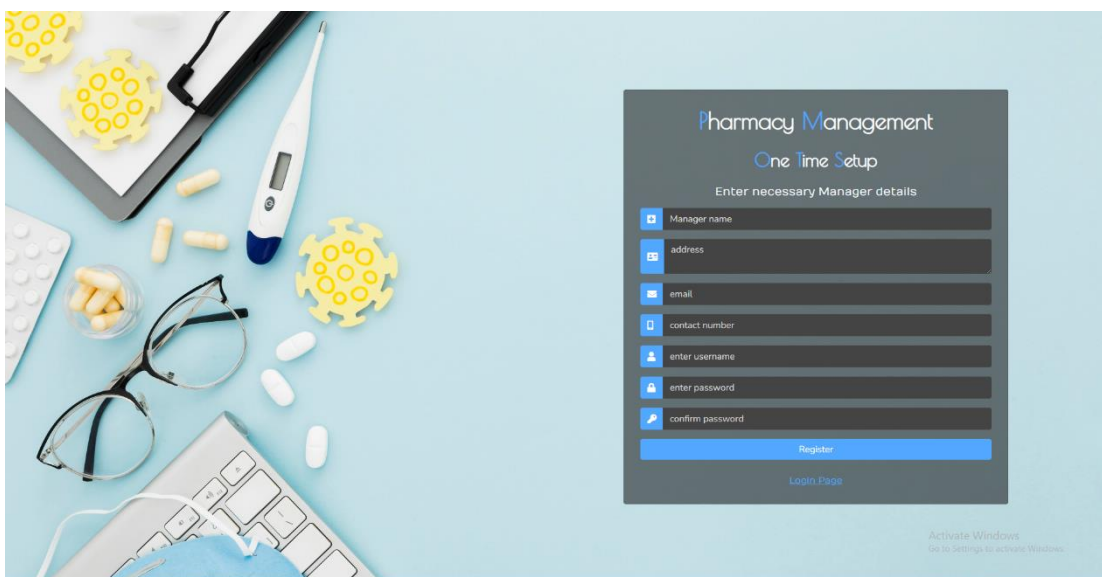 Pharmacy Management
One Time Setup
Enter necessary Manager details
Manager name
address
email
contact number
enter username
enter password
confirm password
Register
Login Page
Activate Windows
Go to Settings to activate Windows.